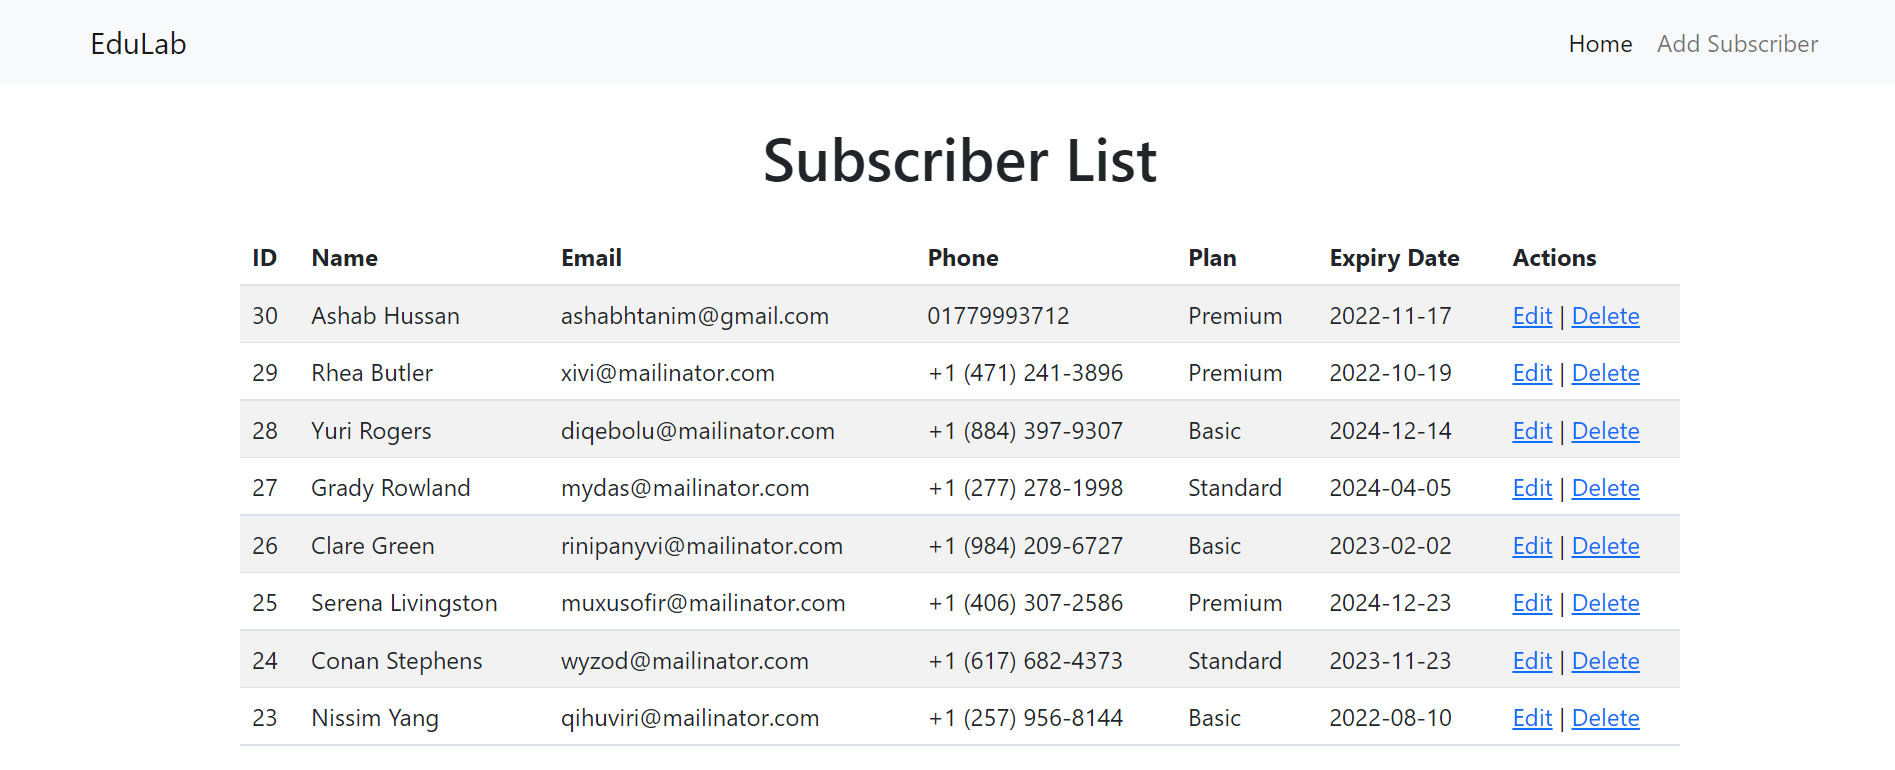 EduLab Home Add Subscriber
Subscriber List
ID Name Email Phone Plan Expiry Date Actions
30 Ashab Hussan ashabhtanim@gmail.com 01779993712 Premium 2022-11-17 Edit | Delete
29 Rhea Butler xivi@mailinator.com +1 (471) 241-3896 Premium 2022-10-19 Edit | Delete
28 Yuri Rogers diqebolu@mailinator.com +1 (884) 397-9307 Basic 2024-12-14 Edit | Delete
27 Grady Rowland mydas@mailinator.com +1 (277) 278-1998 Standard 2024-04-05 Edit | Delete
26 Clare Green rinipanyvi@mailinator.com +1 (984) 209-6727 Basic 2023-02-02 Edit | Delete
25 Serena Livingston muxusofir@mailinator.com +1 (406) 307-2586 Premium 2024-12-23 Edit | Delete
24 Conan Stephens wyzod@mailinator.com +1 (617) 682-4373 Standard 2023-11-23 Edit | Delete
23 Nissim Yang qihuviri@mailinator.com +1 (257) 956-8144 Basic 2022-08-10 Edit | Delete